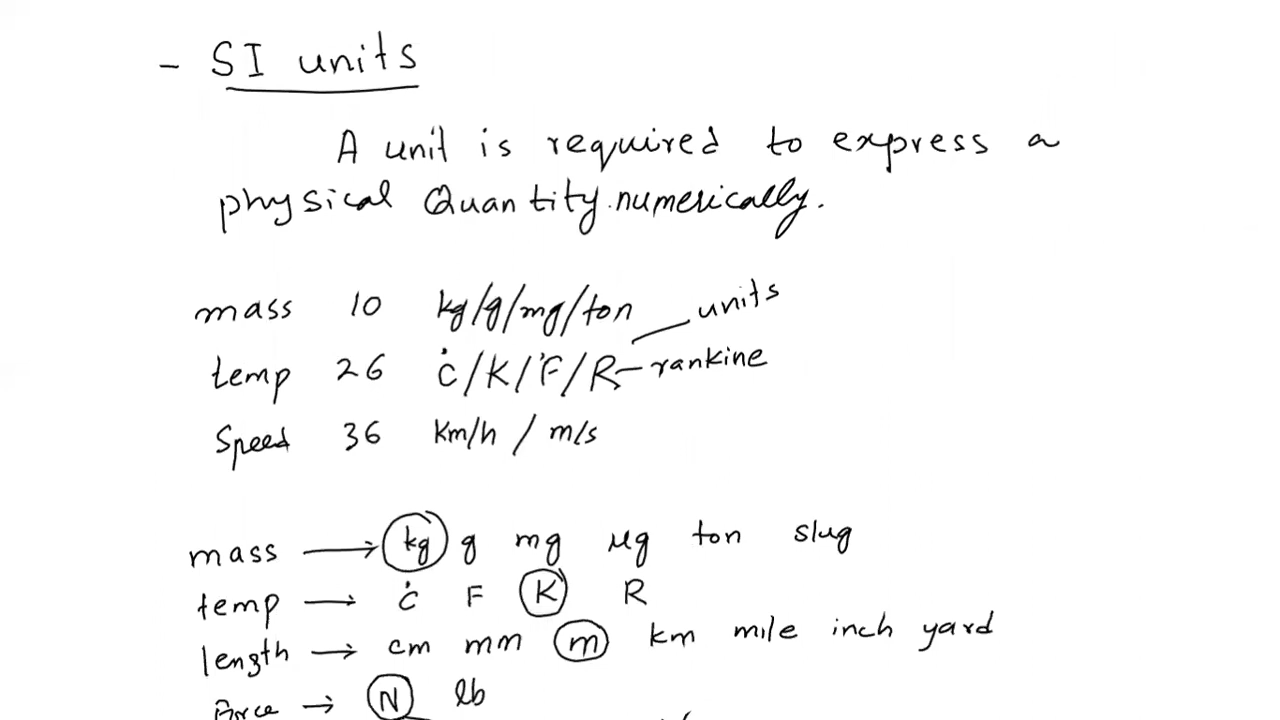 - SI units
A unit is required to express a
physical Quantity numerically.
mass 10 kg/g/mg/ton units
temp 26 °C/K/°F/R - rankine
Speed 36 km/h / m/s
mass → kg g mg μg ton slug
temp → °C F K R
length → cm mm m km mile inch yard
Force → N lb